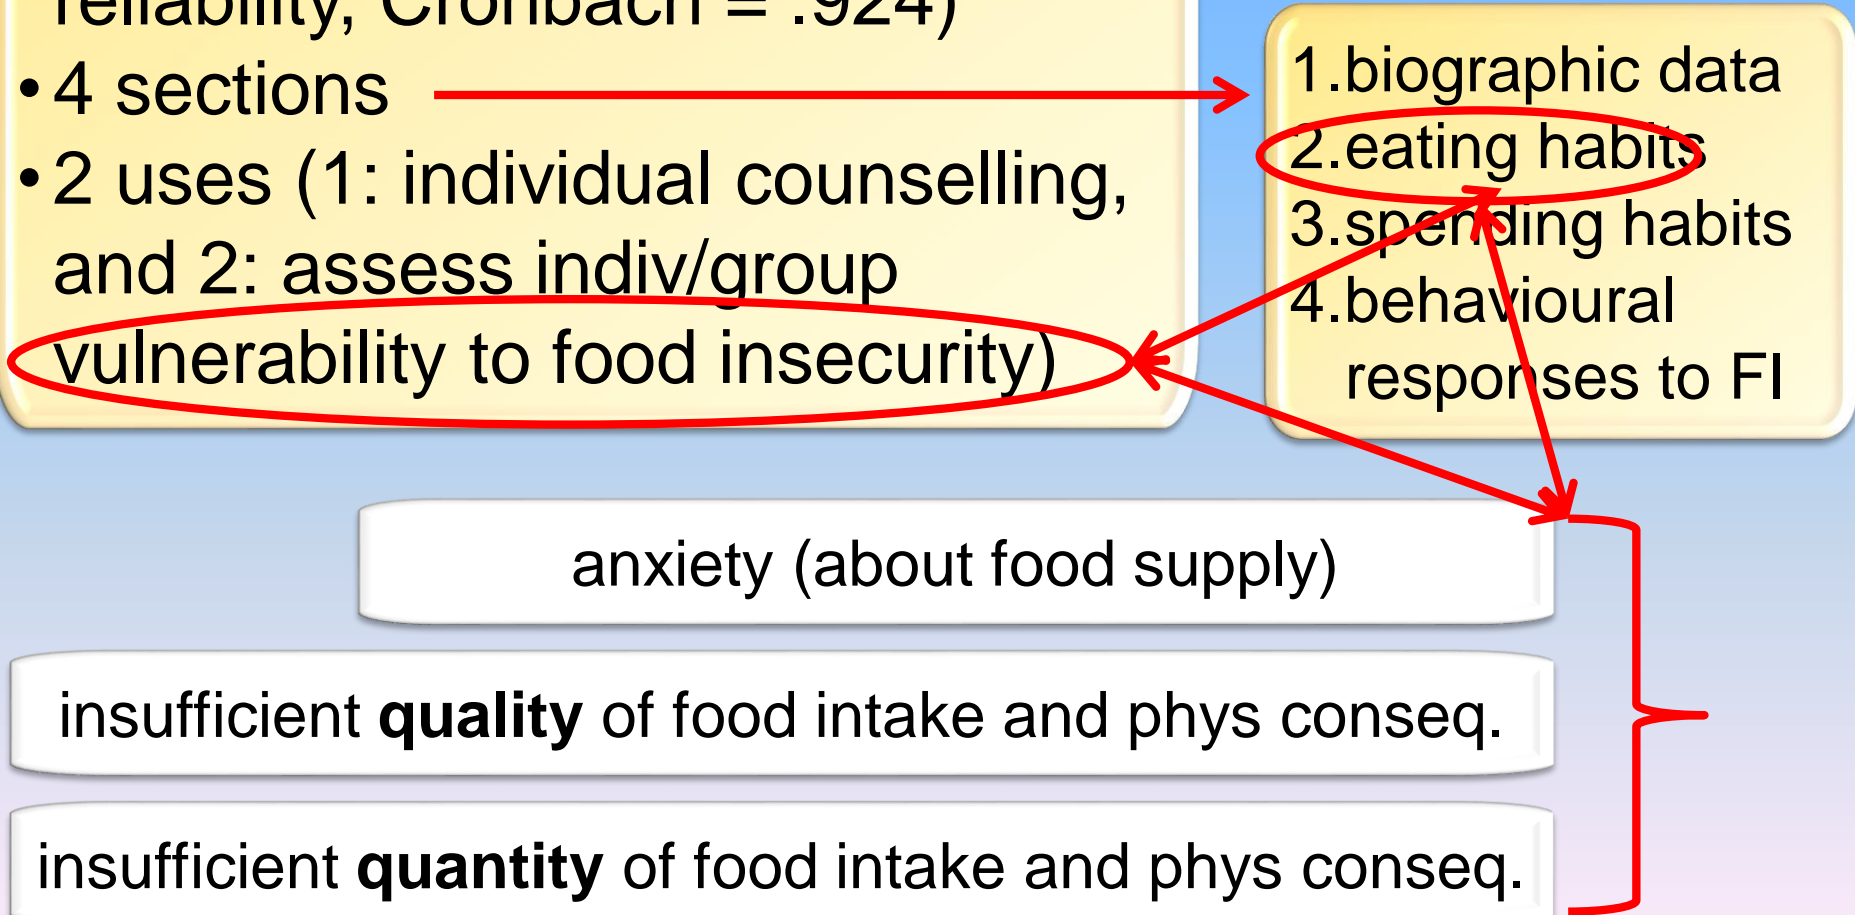 reliability, Cronbach = .924)
• 4 sections
• 2 uses (1: individual counselling,
and 2: assess indiv/group
vulnerability to food insecurity)
1.biographic data
2.eating habits
3.spending habits
4.behavioural
responses to FI
anxiety (about food supply)
insufficient quality of food intake and phys conseq.
insufficient quantity of food intake and phys conseq.